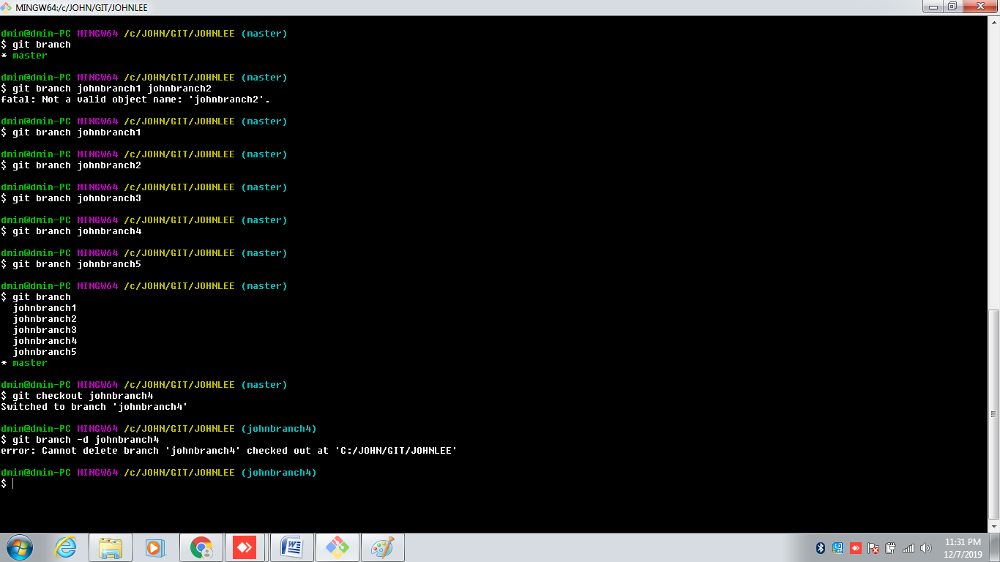 MINGW64:/c/JOHN/GIT/JOHNLEE
dmin@dmin-PC MINGW64 /c/JOHN/GIT/JOHNLEE (master)
$ git branch
* master
dmin@dmin-PC MINGW64 /c/JOHN/GIT/JOHNLEE (master)
$ git branch johnbranch1 johnbranch2
fatal: Not a valid object name: 'johnbranch2'.
dmin@dmin-PC MINGW64 /c/JOHN/GIT/JOHNLEE (master)
$ git branch johnbranch1
dmin@dmin-PC MINGW64 /c/JOHN/GIT/JOHNLEE (master)
$ git branch johnbranch2
dmin@dmin-PC MINGW64 /c/JOHN/GIT/JOHNLEE (master)
$ git branch johnbranch3
dmin@dmin-PC MINGW64 /c/JOHN/GIT/JOHNLEE (master)
$ git branch johnbranch4
dmin@dmin-PC MINGW64 /c/JOHN/GIT/JOHNLEE (master)
$ git branch johnbranch5
dmin@dmin-PC MINGW64 /c/JOHN/GIT/JOHNLEE (master)
$ git branch
  johnbranch1
  johnbranch2
  johnbranch3
  johnbranch4
  johnbranch5
* master
dmin@dmin-PC MINGW64 /c/JOHN/GIT/JOHNLEE (master)
$ git checkout johnbranch4
Switched to branch 'johnbranch4'
dmin@dmin-PC MINGW64 /c/JOHN/GIT/JOHNLEE (johnbranch4)
$ git branch -d johnbranch4
error: Cannot delete branch 'johnbranch4' checked out at 'C:/JOHN/GIT/JOHNLEE'
dmin@dmin-PC MINGW64 /c/JOHN/GIT/JOHNLEE (johnbranch4)
$
11:31 PM
12/7/2019